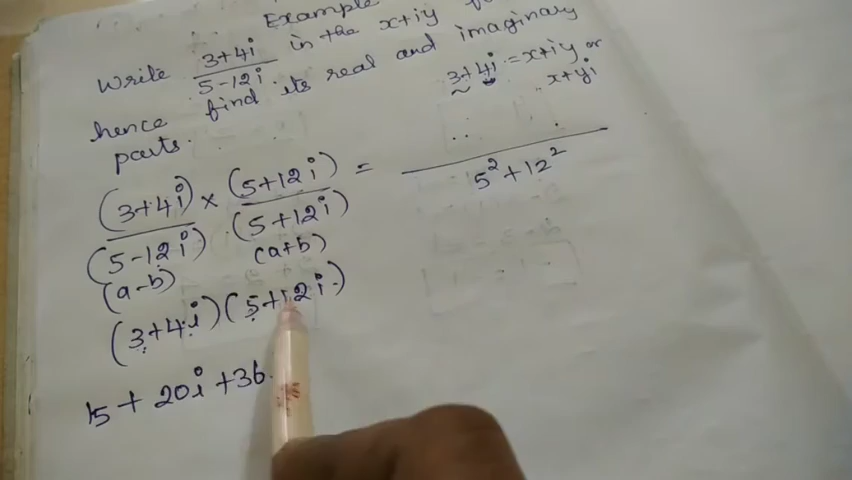 Example
Write 3+4i / 5-12i in the x+iy
hence find its real and imaginary
parts.
3+4i = x+iy or
x+yi
(3+4i) / (5-12i) × (5+12i) / (5+12i) = / 5²+12²
(a-b) (a+b)
(3+4i)(5+12i)
15 + 20i + 36